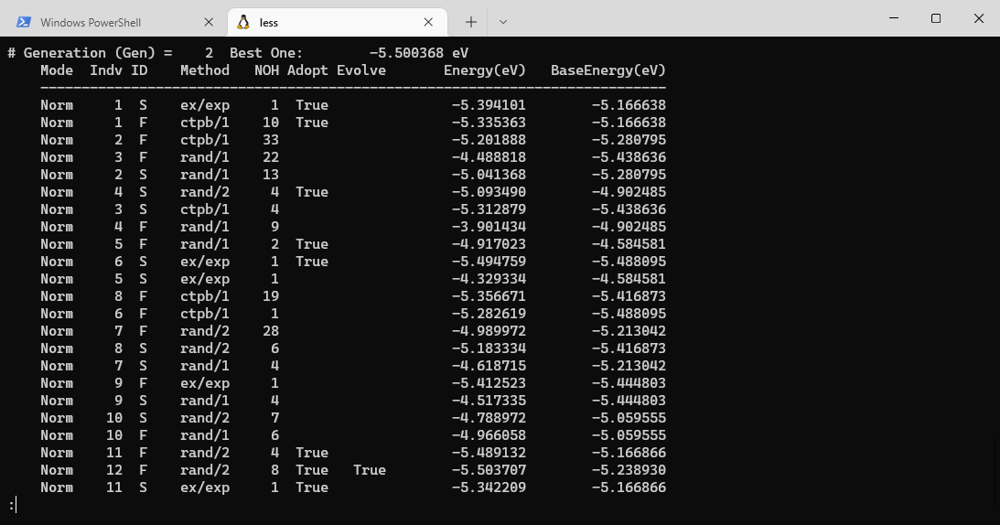 Windows PowerShell less
# Generation (Gen) =    2  Best One:        -5.500368 eV
    Mode  Indv ID    Method   NOH Adopt Evolve       Energy(eV)   BaseEnergy(eV)
    ----------------------------------------------------------------------------
    Norm     1  S    ex/exp     1  True               -5.394101        -5.166638
    Norm     1  F    ctpb/1    10  True               -5.335363        -5.166638
    Norm     2  F    ctpb/1    33                     -5.201888        -5.280795
    Norm     3  F    rand/1    22                     -4.488818        -5.438636
    Norm     2  S    rand/1    13                     -5.041368        -5.280795
    Norm     4  S    rand/2     4  True               -5.093490        -4.902485
    Norm     3  S    ctpb/1     4                     -5.312879        -5.438636
    Norm     4  F    rand/1     9                     -3.901434        -4.902485
    Norm     5  F    rand/1     2  True               -4.917023        -4.584581
    Norm     6  S    ex/exp     1  True               -5.494759        -5.488095
    Norm     5  S    ex/exp     1                     -4.329334        -4.584581
    Norm     8  F    ctpb/1    19                     -5.356671        -5.416873
    Norm     6  F    ctpb/1     1                     -5.282619        -5.488095
    Norm     7  F    rand/2    28                     -4.989972        -5.213042
    Norm     8  S    rand/2     6                     -5.183334        -5.416873
    Norm     7  S    rand/1     4                     -4.618715        -5.213042
    Norm     9  F    ex/exp     1                     -5.412523        -5.444803
    Norm     9  S    rand/1     4                     -4.517335        -5.444803
    Norm    10  S    rand/2     7                     -4.788972        -5.059555
    Norm    10  F    rand/1     6                     -4.966058        -5.059555
    Norm    11  F    rand/2     4  True               -5.489132        -5.166866
    Norm    12  F    rand/2     8  True   True        -5.503707        -5.238930
    Norm    11  S    ex/exp     1  True               -5.342209        -5.166866
: